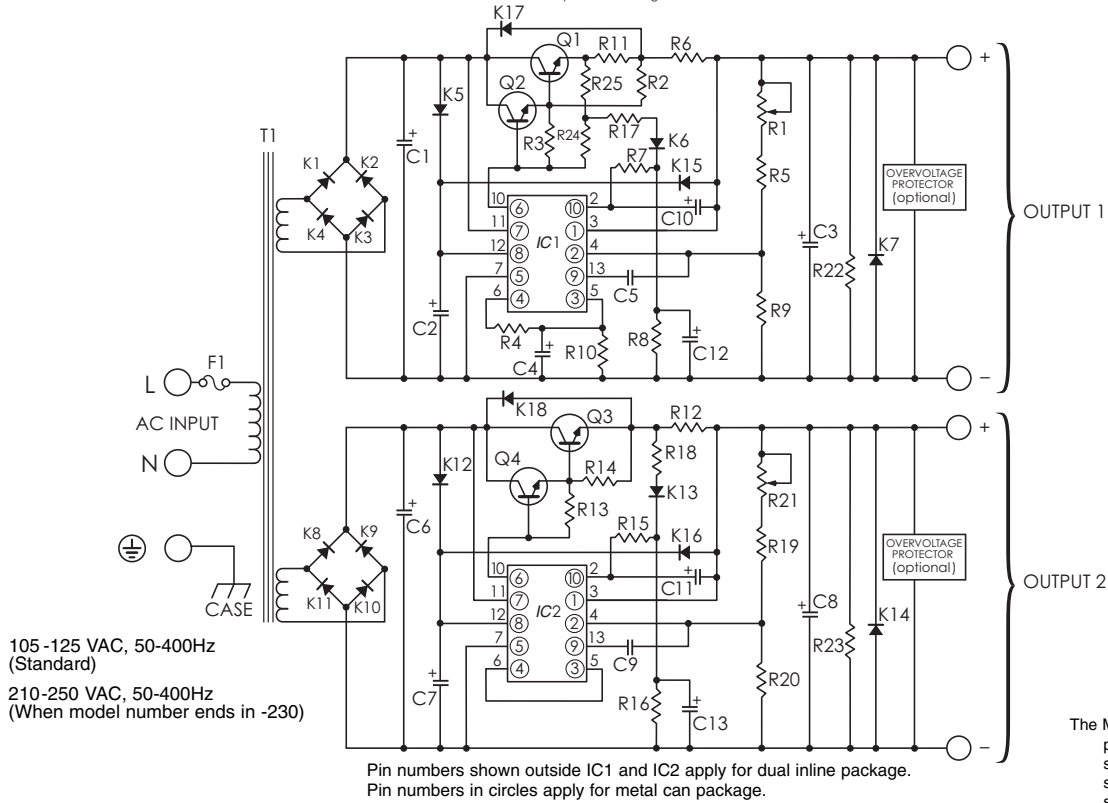 K17
Q1
R11
R6
+
K5
Q2
R25
R2
T1
+
C1
R3
R24
R17
K6
R1
K1
K2
R7
K15
R5
OVERVOLTAGE
PROTECTOR
(optional)
OUTPUT 1
K4
K3
10
6
10
2
C10
+
11
7
IC1
1
3
12
8
2
4
+
C3
K7
7
5
9
13
C5
R22
6
4
3
5
+
C2
R4
+
C4
R10
R8
+
C12
R9
F1
L
AC INPUT
N
−
K18
Q3
R12
+
K12
Q4
R14
R18
+
C6
R13
K13
R21
K8
K9
R15
K16
R19
OVERVOLTAGE
PROTECTOR
(optional)
OUTPUT 2
CASE
K11
K10
10
6
10
2
C11
+
11
7
IC2
1
3
12
8
2
4
+
C8
K14
7
5
9
13
C9
R23
6
4
3
5
+
C7
R16
+
C13
R20
−
105-125 VAC, 50-400Hz
(Standard)
210-250 VAC, 50-400Hz
(When model number ends in -230)
Pin numbers shown outside IC1 and IC2 apply for dual inline package.
Pin numbers in circles apply for metal can package.
The M